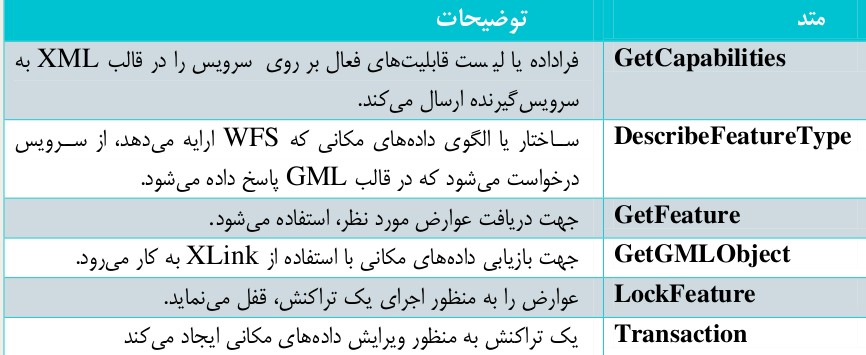 متد توضیحات
GetCapabilities فراداده یا لیست قابلیت‌های فعال بر روی سرویس را در قالب XML به
سرویس‌گیرنده ارسال می‌کند.
DescribeFeatureType ساختار یا الگوی داده‌های مکانی که WFS ارایه می‌دهد، از سرویس
درخواست می‌شود که در قالب GML پاسخ داده می‌شود.
GetFeature جهت دریافت عوارض مورد نظر، استفاده می‌شود.
GetGMLObject جهت بازیابی داده‌های مکانی با استفاده از XLink به کار می‌رود.
LockFeature عوارض را به منظور اجرای یک تراکنش، قفل می‌نماید.
Transaction یک تراکنش به منظور ویرایش داده‌های مکانی ایجاد می‌کند